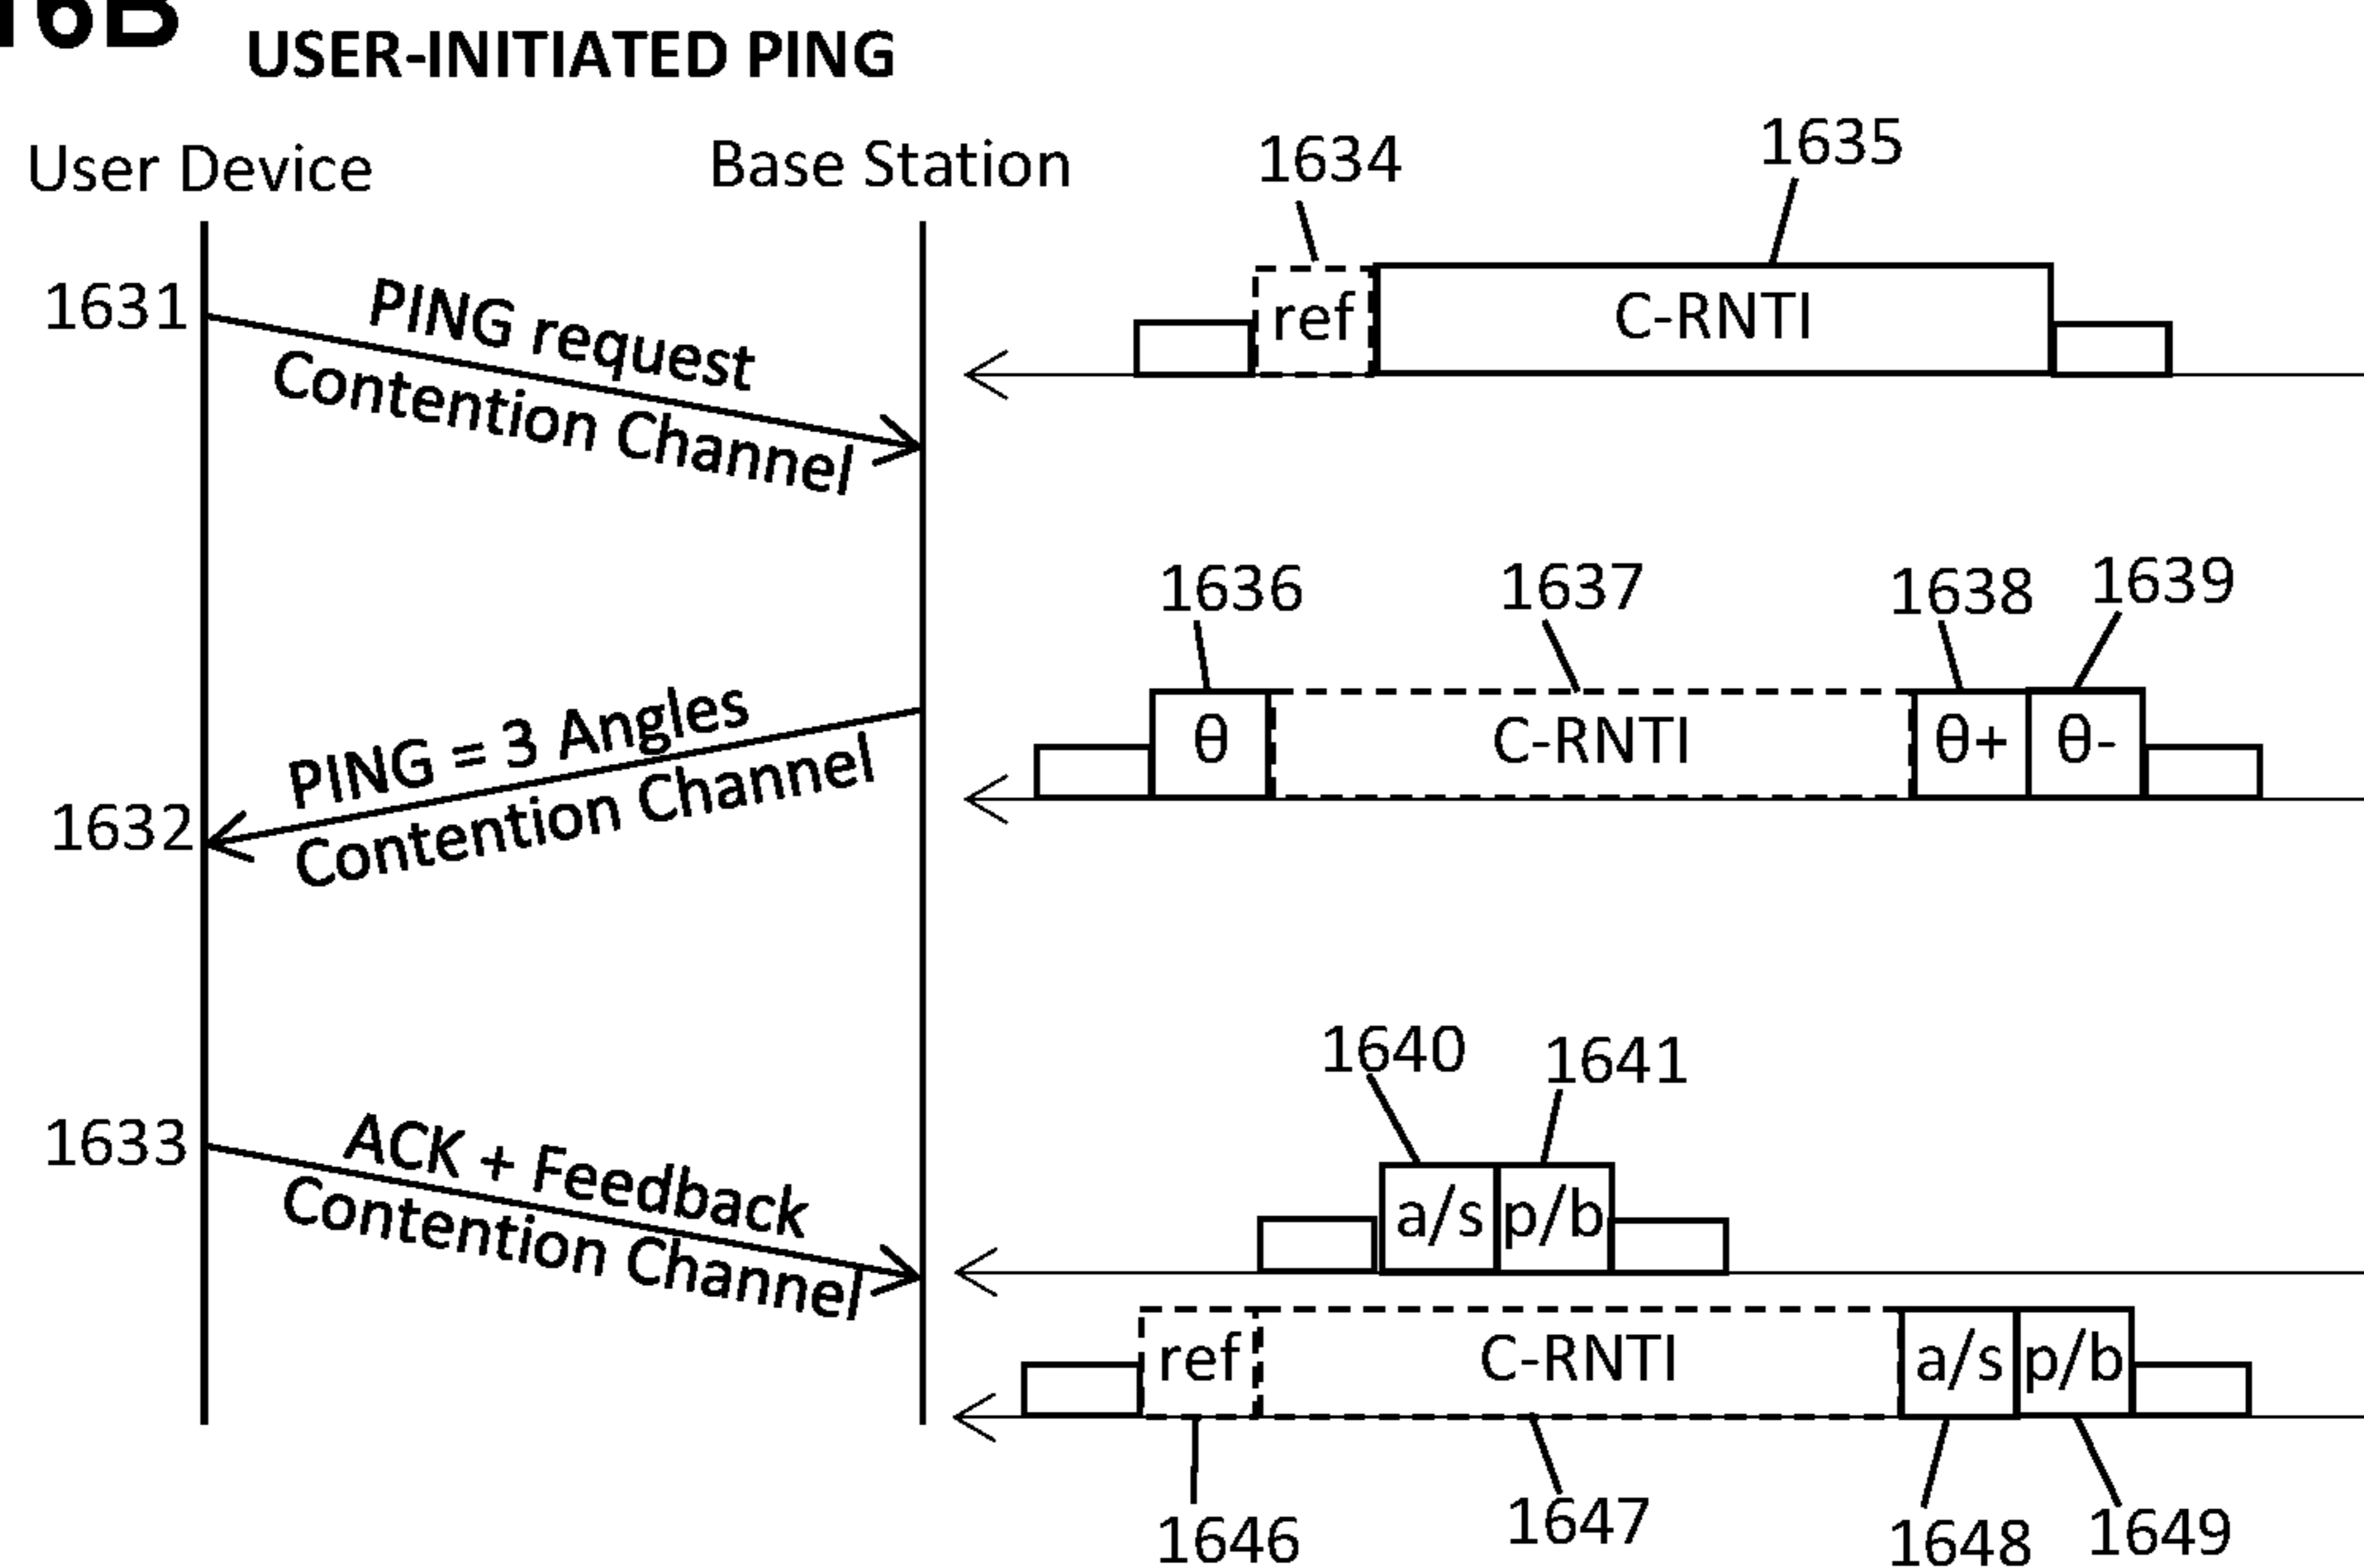 16B
USER-INITIATED PING
User Device
Base Station
1634
1635
1631
PING request
Contention Channel
ref
C-RNTI
1636
1637
1638
1639
PING = 3 Angles
Contention Channel
1632
θ
C-RNTI
θ+
θ-
1640
1641
1633
ACK + Feedback
Contention Channel
a/s
p/b
ref
C-RNTI
a/s
p/b
1646
1647
1648
1649